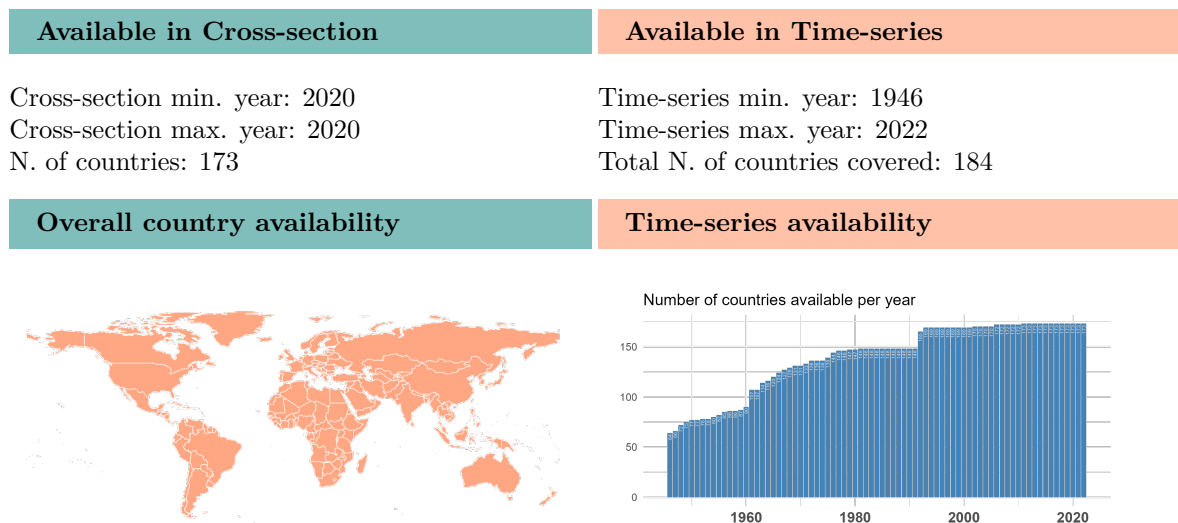 Available in Cross-section
Available in Time-series
Cross-section min. year: 2020
Cross-section max. year: 2020
N. of countries: 173
Time-series min. year: 1946
Time-series max. year: 2022
Total N. of countries covered: 184
Overall country availability
Time-series availability
Number of countries available per year
150
100
50
0
1960
1980
2000
2020